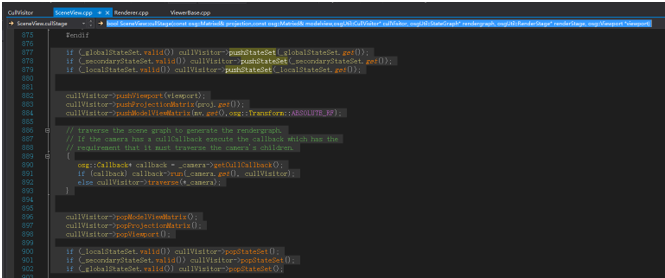 CullVisitor SceneView.cpp Renderer.cpp ViewerBase.cpp
SceneView.cullStage bool SceneView.cullStage(const osg::Matrixd& projection,const osg::Matrixd& modelview,osgUtil::CullVisitor* cullVisitor, osgUtil::StateGraph* rendergraph, osgUtil::RenderStage* renderStage, osg::Viewport *viewport)
875 #endif
876
877 if (_globalStateSet.valid()) cullVisitor->pushStateSet(_globalStateSet.get());
878 if (_secondaryStateSet.valid()) cullVisitor->pushStateSet(_secondaryStateSet.get());
879 if (_localStateSet.valid()) cullVisitor->pushStateSet(_localStateSet.get());
880
881
882 cullVisitor->pushViewport(viewport);
883 cullVisitor->pushProjectionMatrix(proj.get());
884 cullVisitor->pushModelViewMatrix(mv.get(),osg::Transform::ABSOLUTE_RF);
885
886 // traverse the scene graph to generate the rendergraph.
887 // If the camera has a cullCallback execute the callback which has the
888 // requirement that it must traverse the camera's children.
889 {
890 osg::Callback* callback = _camera->getCullCallback();
891 if (callback) callback->run(_camera.get(), cullVisitor);
892 else cullVisitor->traverse(*_camera);
893 }
894
895
896 cullVisitor->popModelViewMatrix();
897 cullVisitor->popProjectionMatrix();
898 cullVisitor->popViewport();
899
900 if (_localStateSet.valid()) cullVisitor->popStateSet();
901 if (_secondaryStateSet.valid()) cullVisitor->popStateSet();
902 if (_globalStateSet.valid()) cullVisitor->popStateSet();